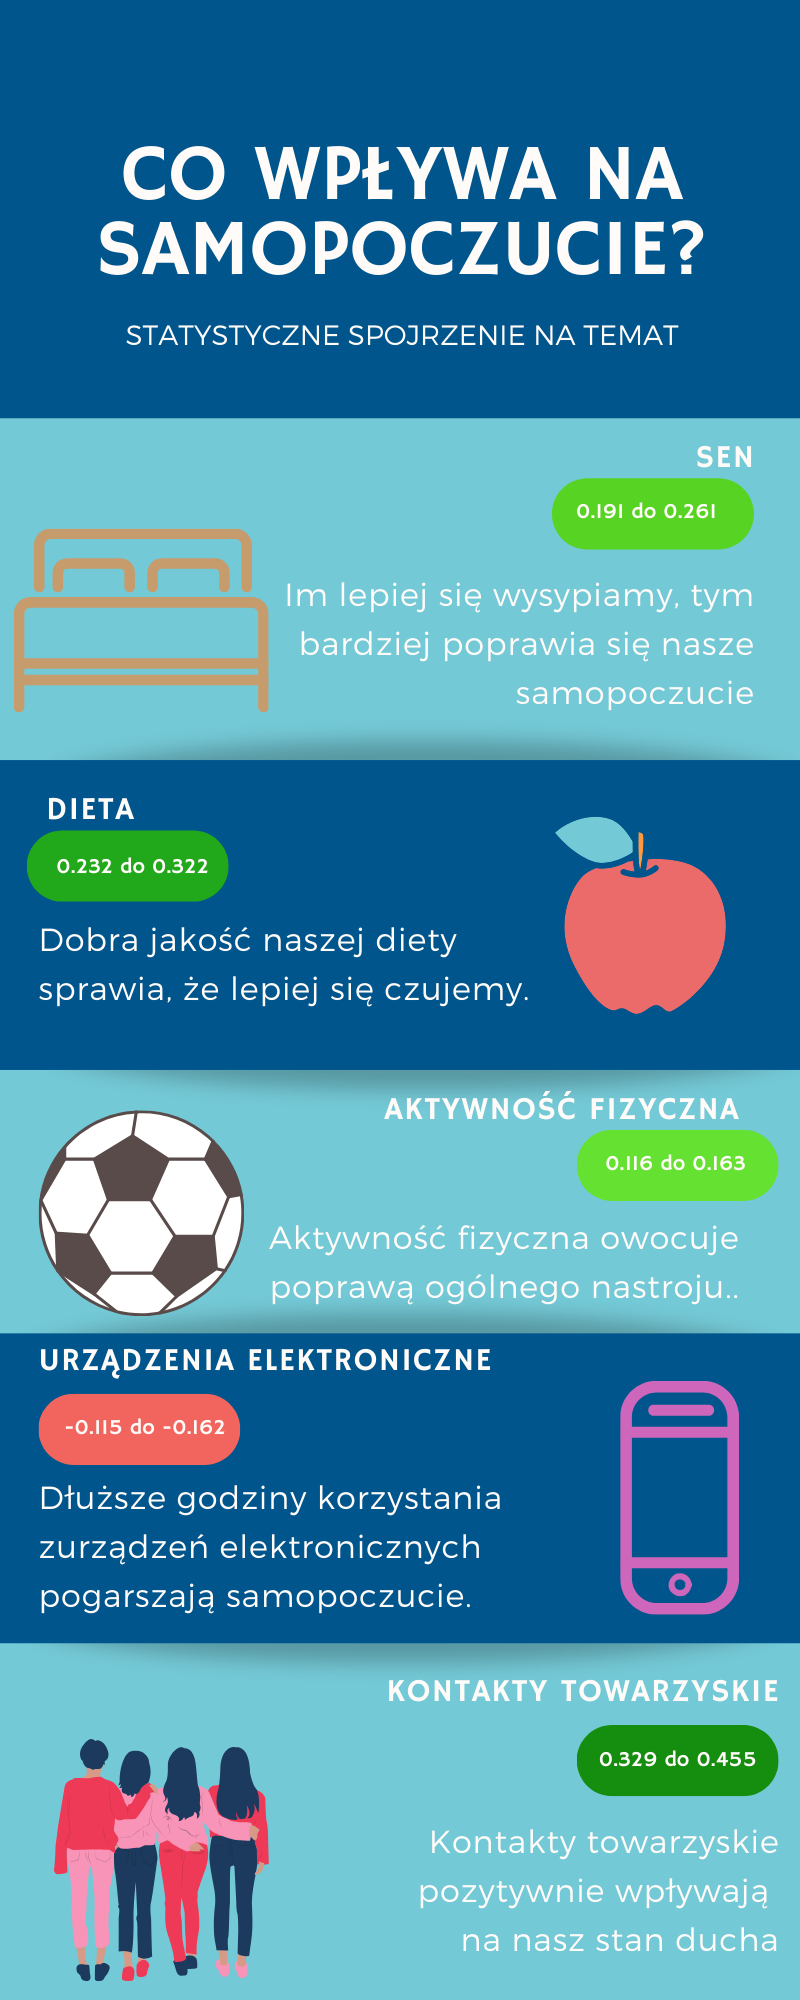 CO WPŁYWA NA
SAMOPOCZUCIE?
STATYSTYCZNE SPOJRZENIE NA TEMAT
SEN
0.191 do 0.261
Im lepiej się wysypiamy, tym
bardziej poprawia się nasze
samopoczucie
DIETA
0.232 do 0.322
Dobra jakość naszej diety
sprawia, że lepiej się czujemy.
AKTYWNOŚĆ FIZYCZNA
0.116 do 0.163
Aktywność fizyczna owocuje
poprawą ogólnego nastroju..
URZĄDZENIA ELEKTRONICZNE
-0.115 do -0.162
Dłuższe godziny korzystania
zurządzeń elektronicznych
pogarszają samopoczucie.
KONTAKTY TOWARZYSKIE
0.329 do 0.455
Kontakty towarzyskie
pozytywnie wpływają
na nasz stan ducha